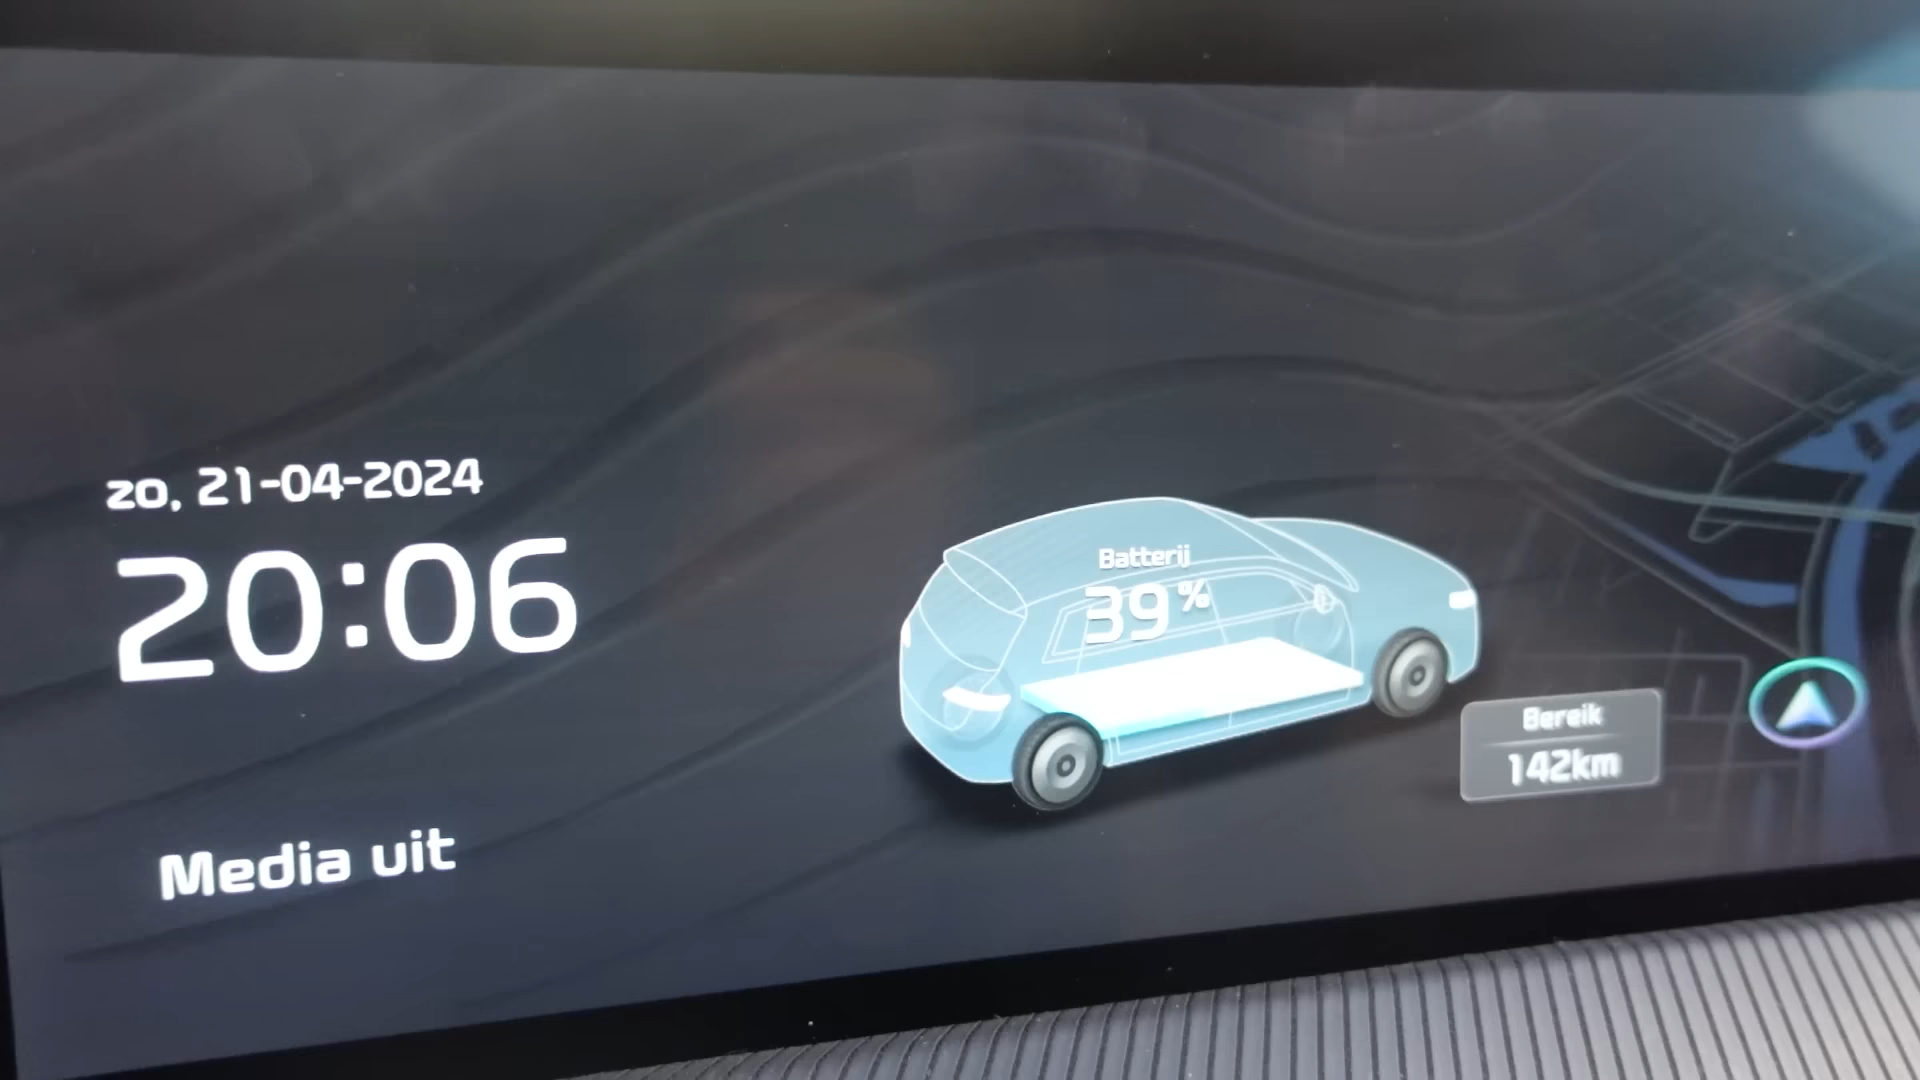 zo, 21-04-2024
20:06
Media uit
Batterij
39%
Bereik
142km